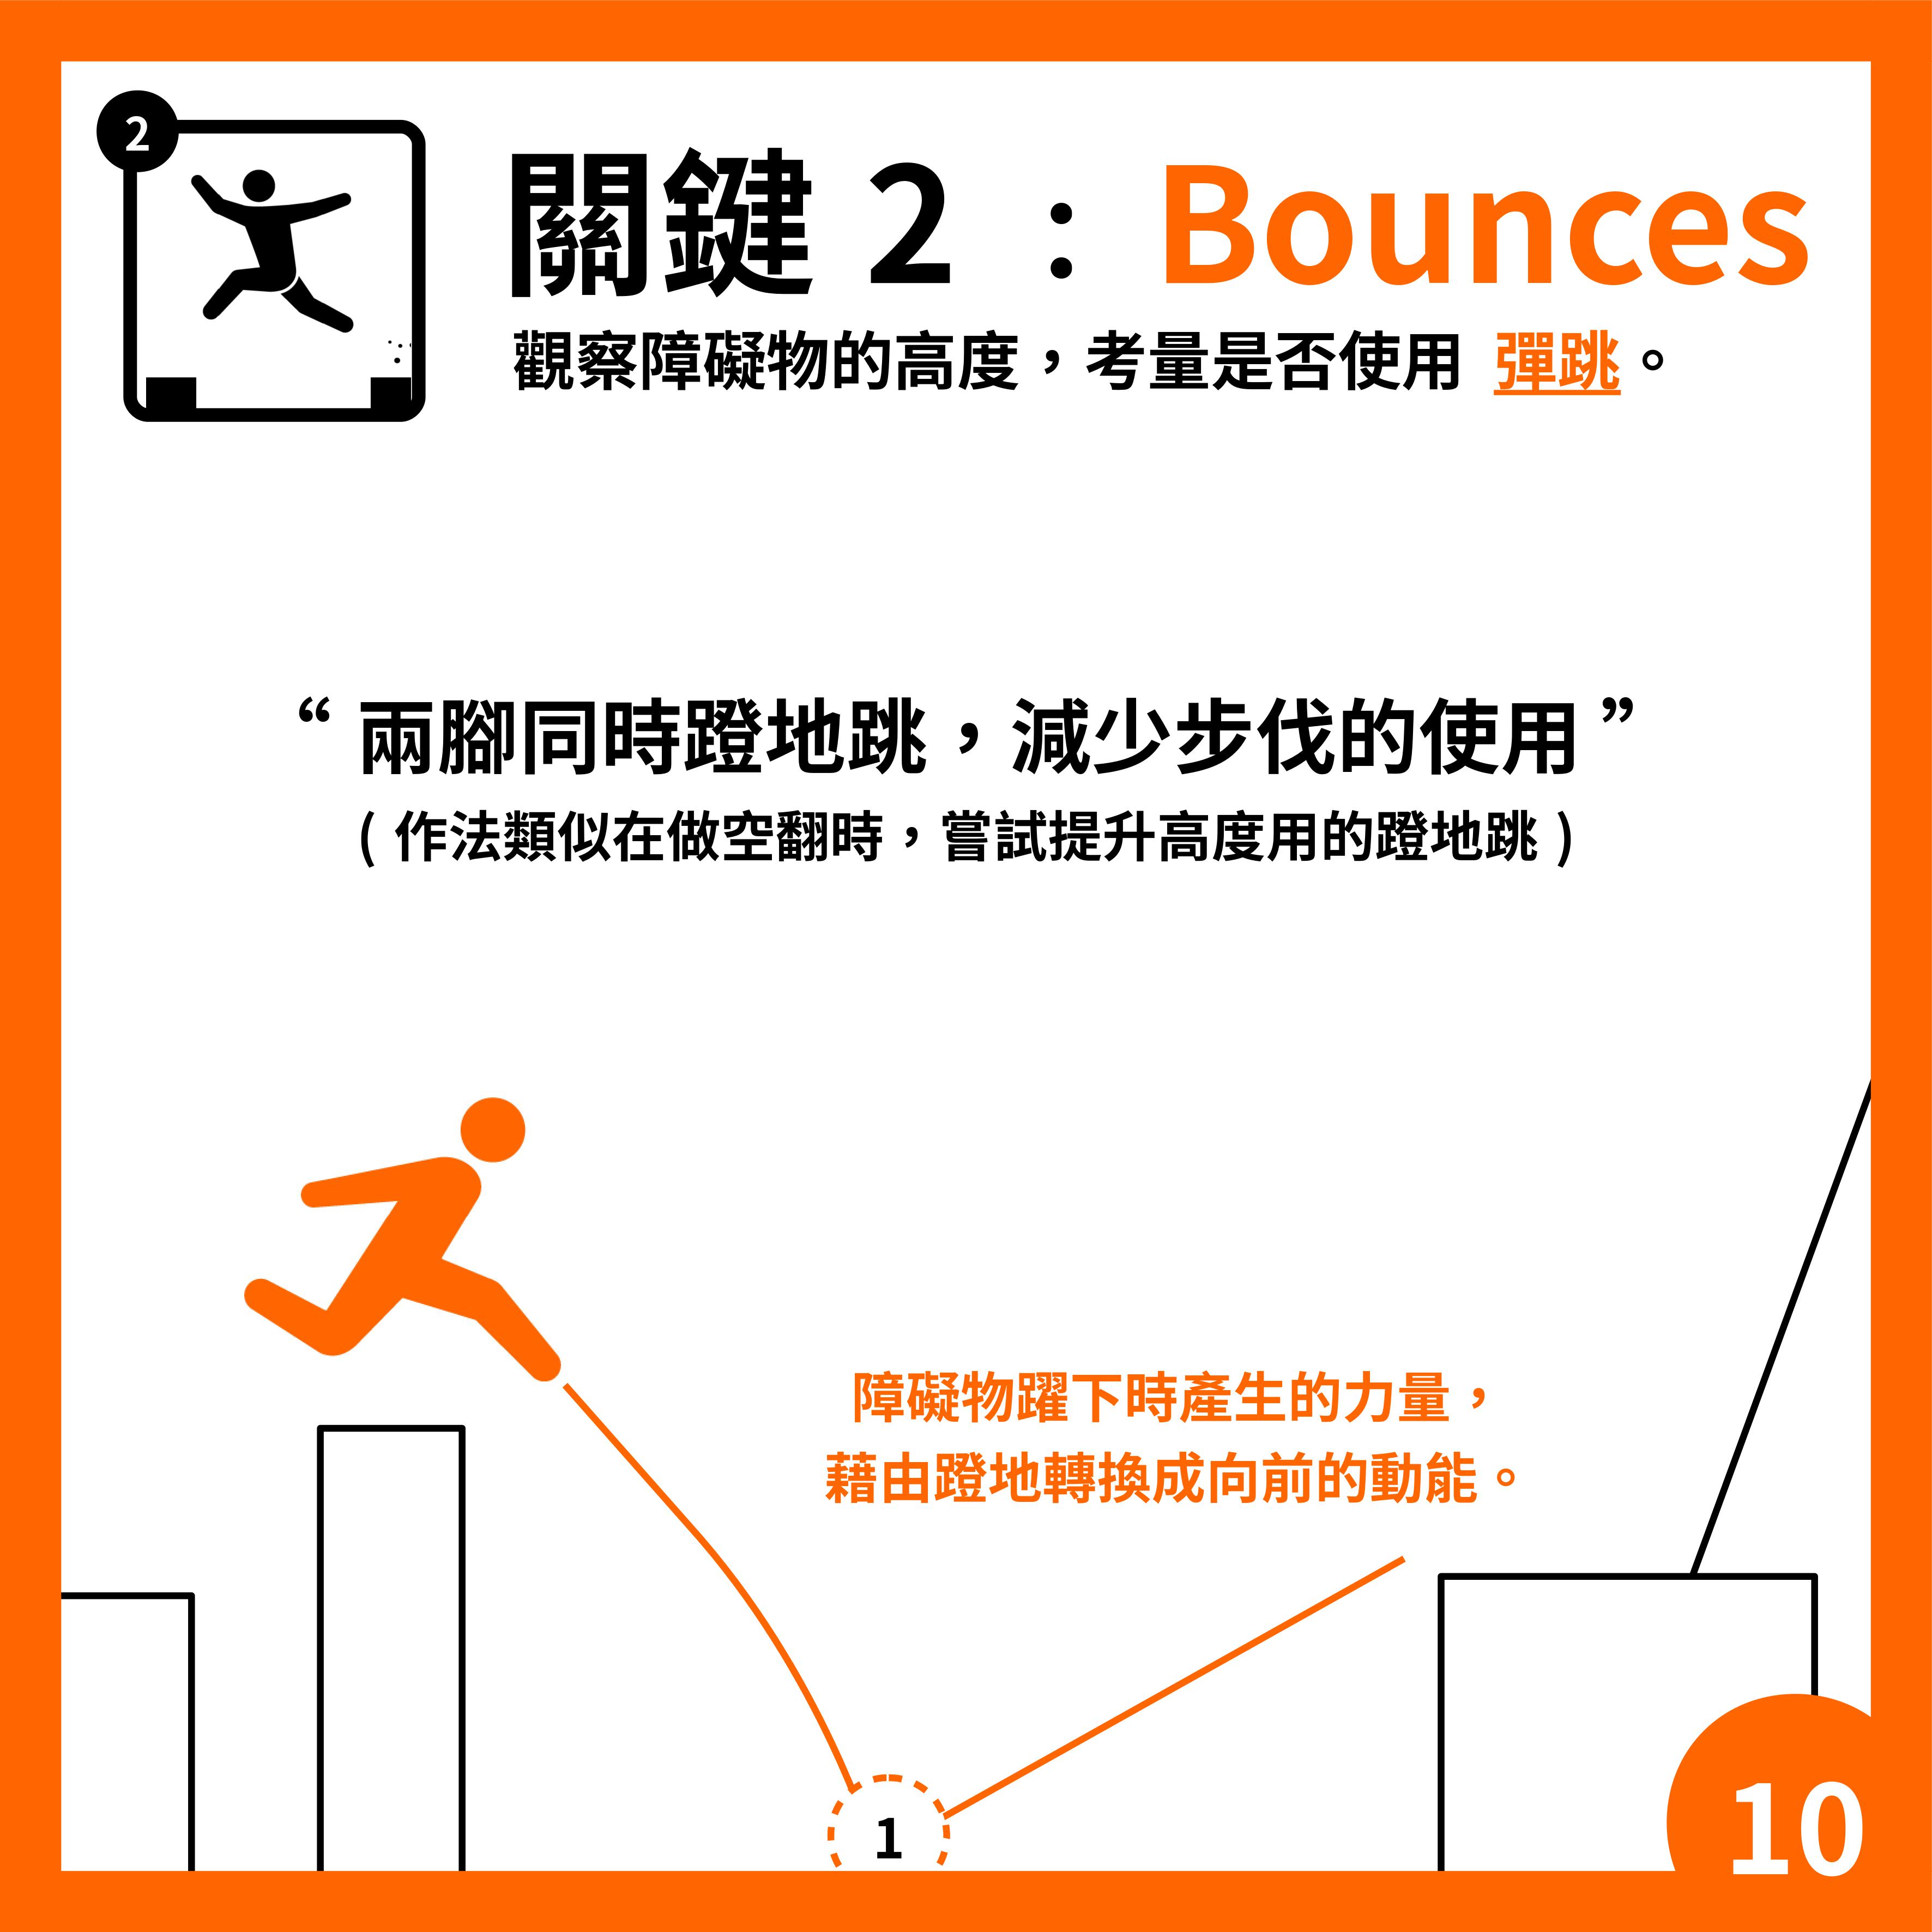 2
關鍵 2 : Bounces
觀察障礙物的高度，考量是否使用 彈跳。
“ 兩腳同時蹬地跳，減少步伐的使用 ”
( 作法類似在做空翻時，嘗試提升高度用的蹬地跳 )
障礙物躍下時產生的力量，
藉由蹬地轉換成向前的動能。
1
10